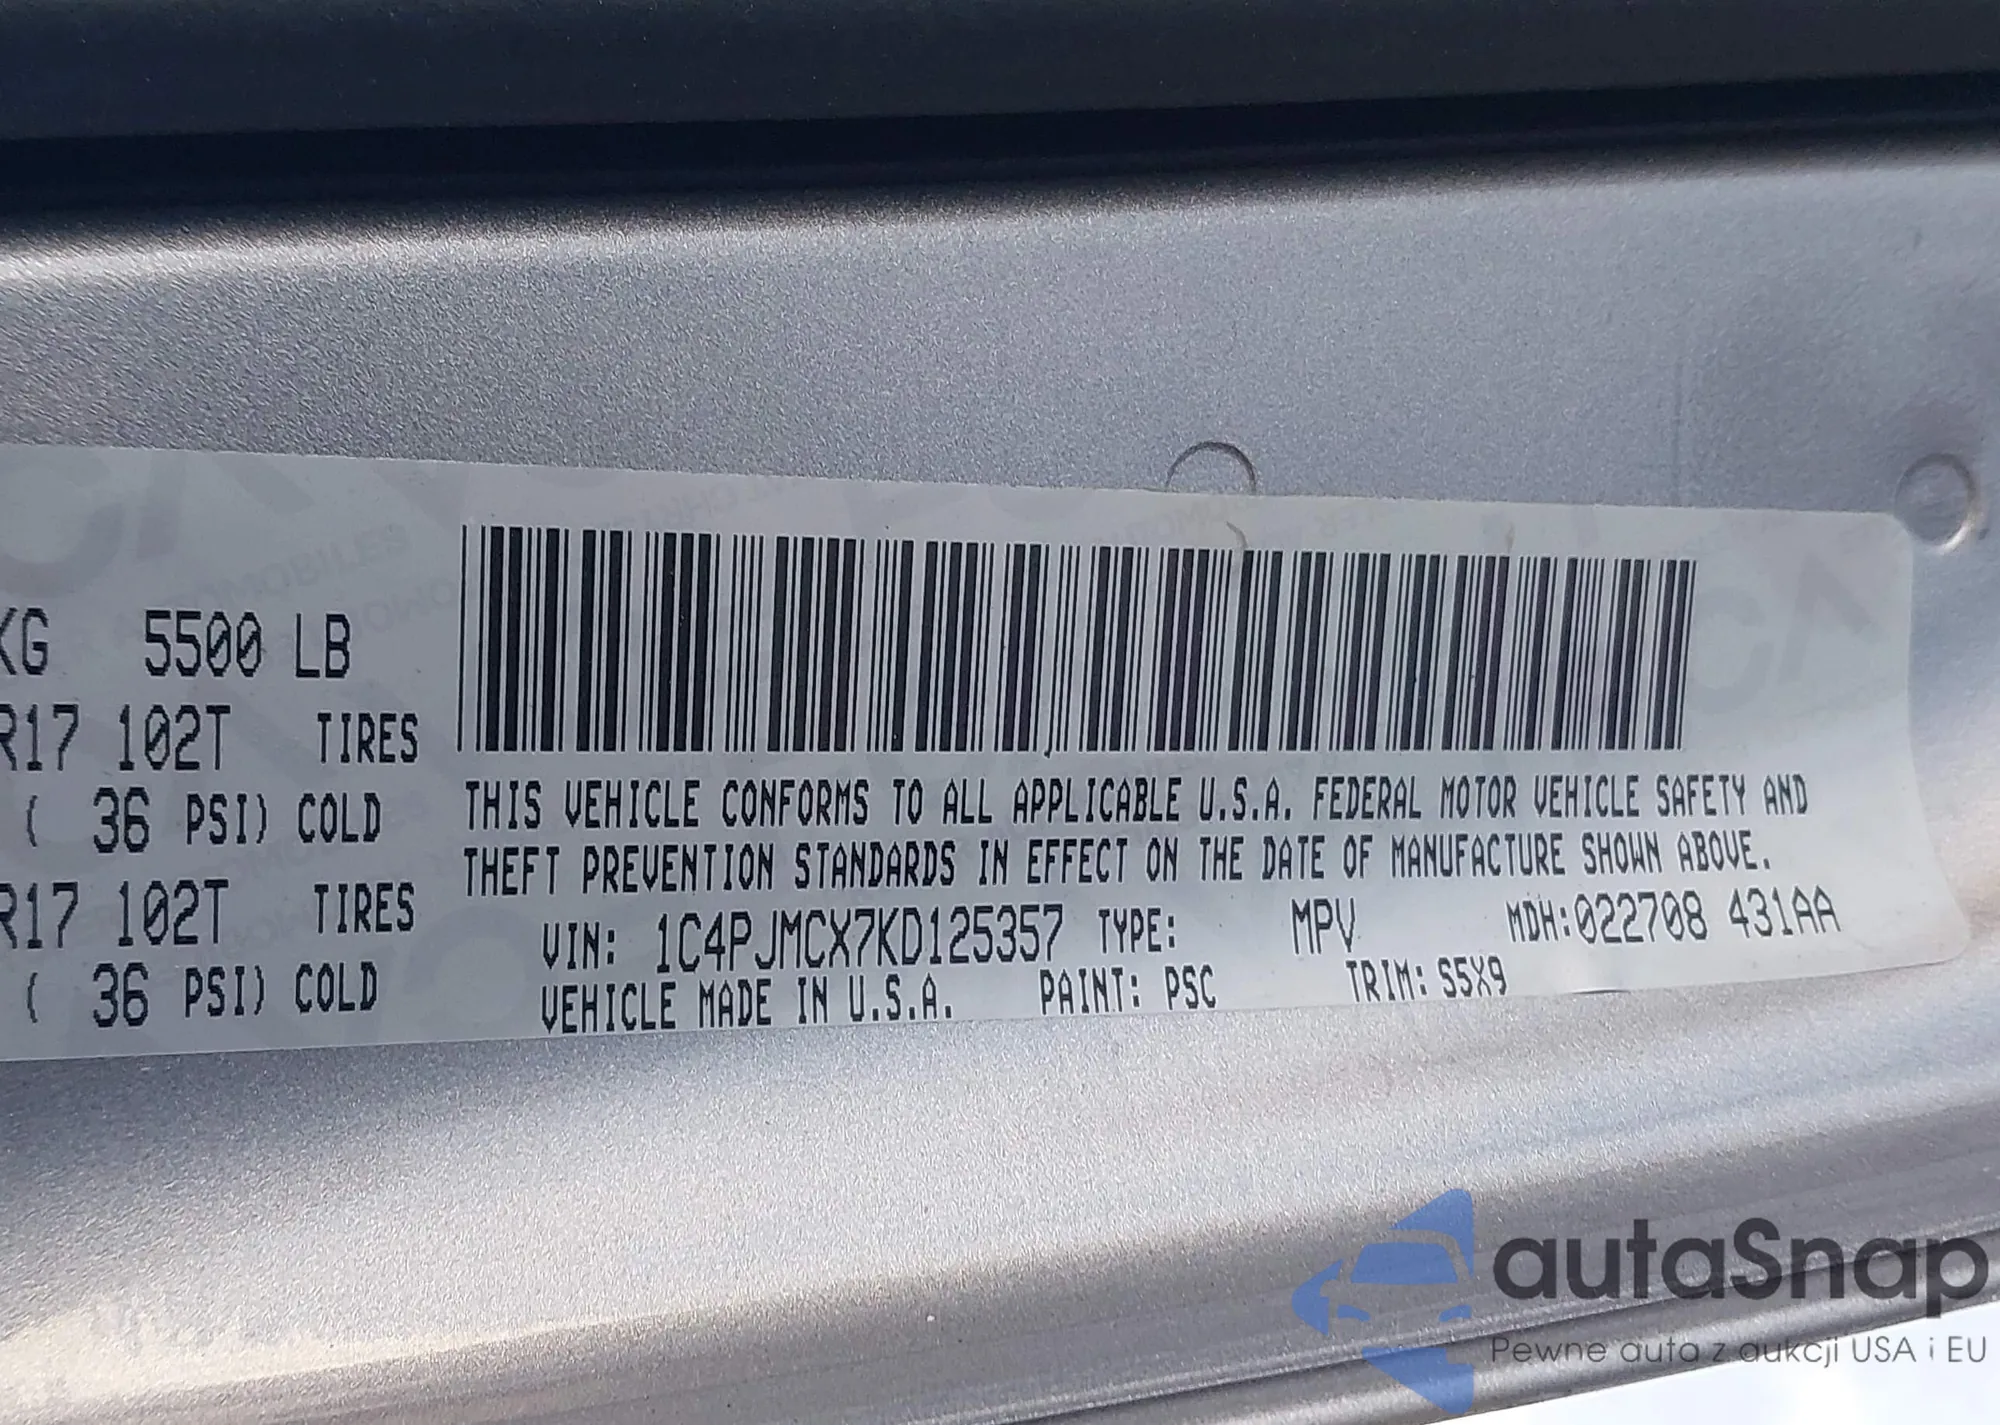 KG 5500 LB
R17 102T TIRES
( 36 PSI) COLD
R17 102T TIRES
( 36 PSI) COLD
THIS VEHICLE CONFORMS TO ALL APPLICABLE U.S.A. FEDERAL MOTOR VEHICLE SAFETY AND
THEFT PREVENTION STANDARDS IN EFFECT ON THE DATE OF MANUFACTURE SHOWN ABOVE.
VIN: 1C4PJMCX7KD125357 TYPE: MPV MDH:022708 431AA
VEHICLE MADE IN U.S.A. PAINT: PSC TRIM: S5X9
autaSnap
Pewne auta z aukcji USA i EU